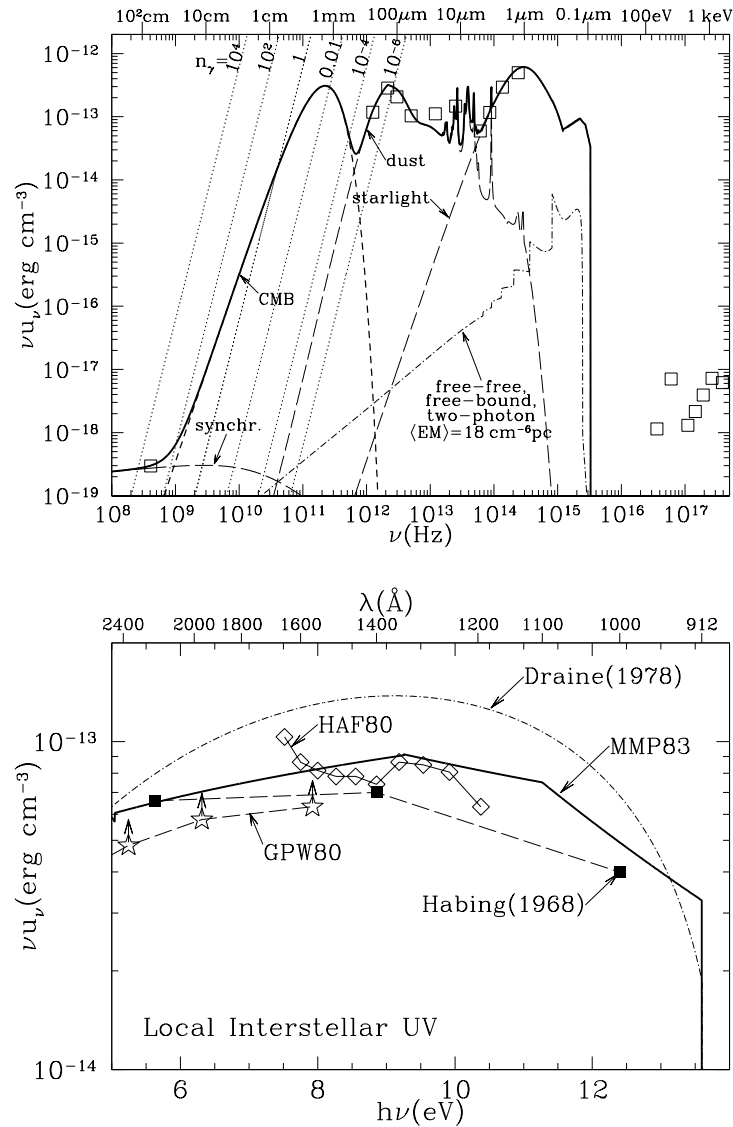 10²cm 10cm 1cm 1mm 100μm 10μm 1μm 0.1μm 100eV 1 keV
n_γ= 10⁴ 10² 1 0.01 10⁻⁴ 10⁻⁶
10⁻¹²
10⁻¹³
10⁻¹⁴
10⁻¹⁵
10⁻¹⁶
10⁻¹⁷
10⁻¹⁸
10⁻¹⁹
νu_ν(erg cm⁻³)
dust
starlight
CMB
synchr.
free-free,
free-bound,
two-photon
⟨EM⟩=18 cm⁻⁶pc
10⁸ 10⁹ 10¹⁰ 10¹¹ 10¹² 10¹³ 10¹⁴ 10¹⁵ 10¹⁶ 10¹⁷
ν(Hz)
λ(Å)
2400 2000 1800 1600 1400 1200 1100 1000 912
Draine(1978)
HAF80
MMP83
10⁻¹³
νu_ν(erg cm⁻³)
GPW80
Habing(1968)
Local Interstellar UV
10⁻¹⁴
6 8 10 12
hν(eV)